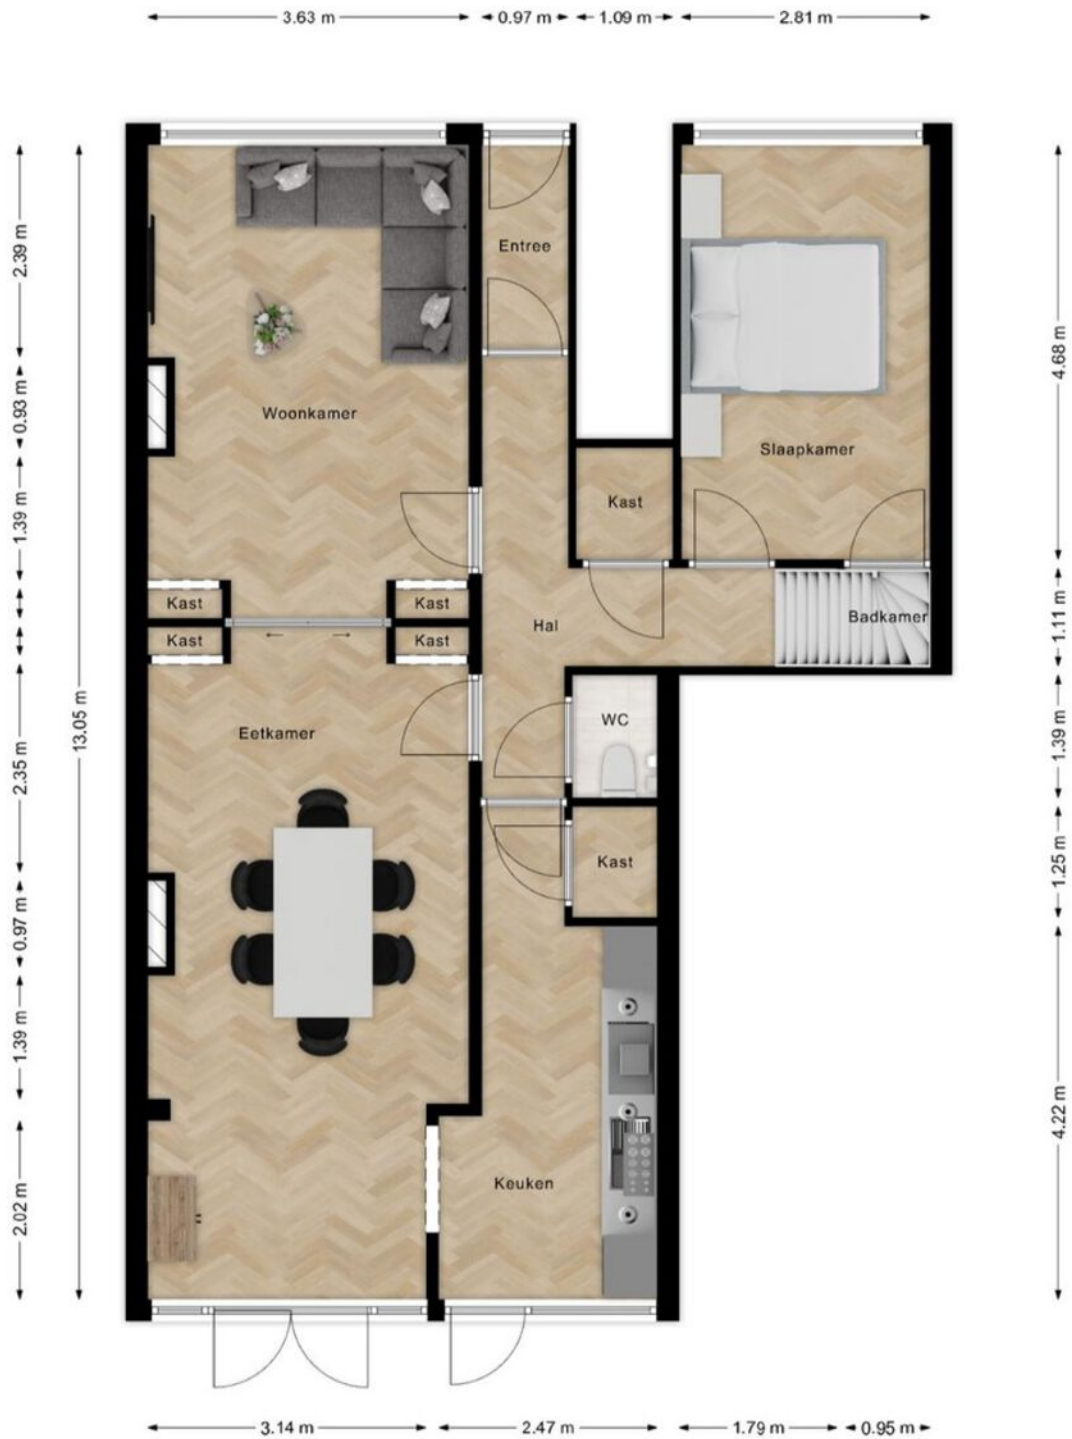 3.63 m
0.97 m
1.09 m
2.81 m
2.39 m
0.93 m
1.39 m
2.35 m
0.97 m
1.39 m
2.02 m
13.05 m
Entree
Woonkamer
Slaapkamer
Kast
Kast
Kast
Kast
Kast
Hal
Badkamer
WC
Eetkamer
Kast
Keuken
4.68 m
1.11 m
1.39 m
1.25 m
4.22 m
3.14 m
2.47 m
1.79 m
0.95 m